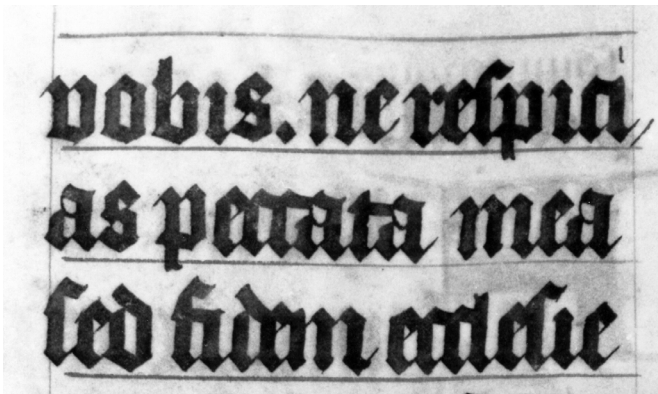 vobis. ne respici/
as peccata mea
sed fidem ecclesie